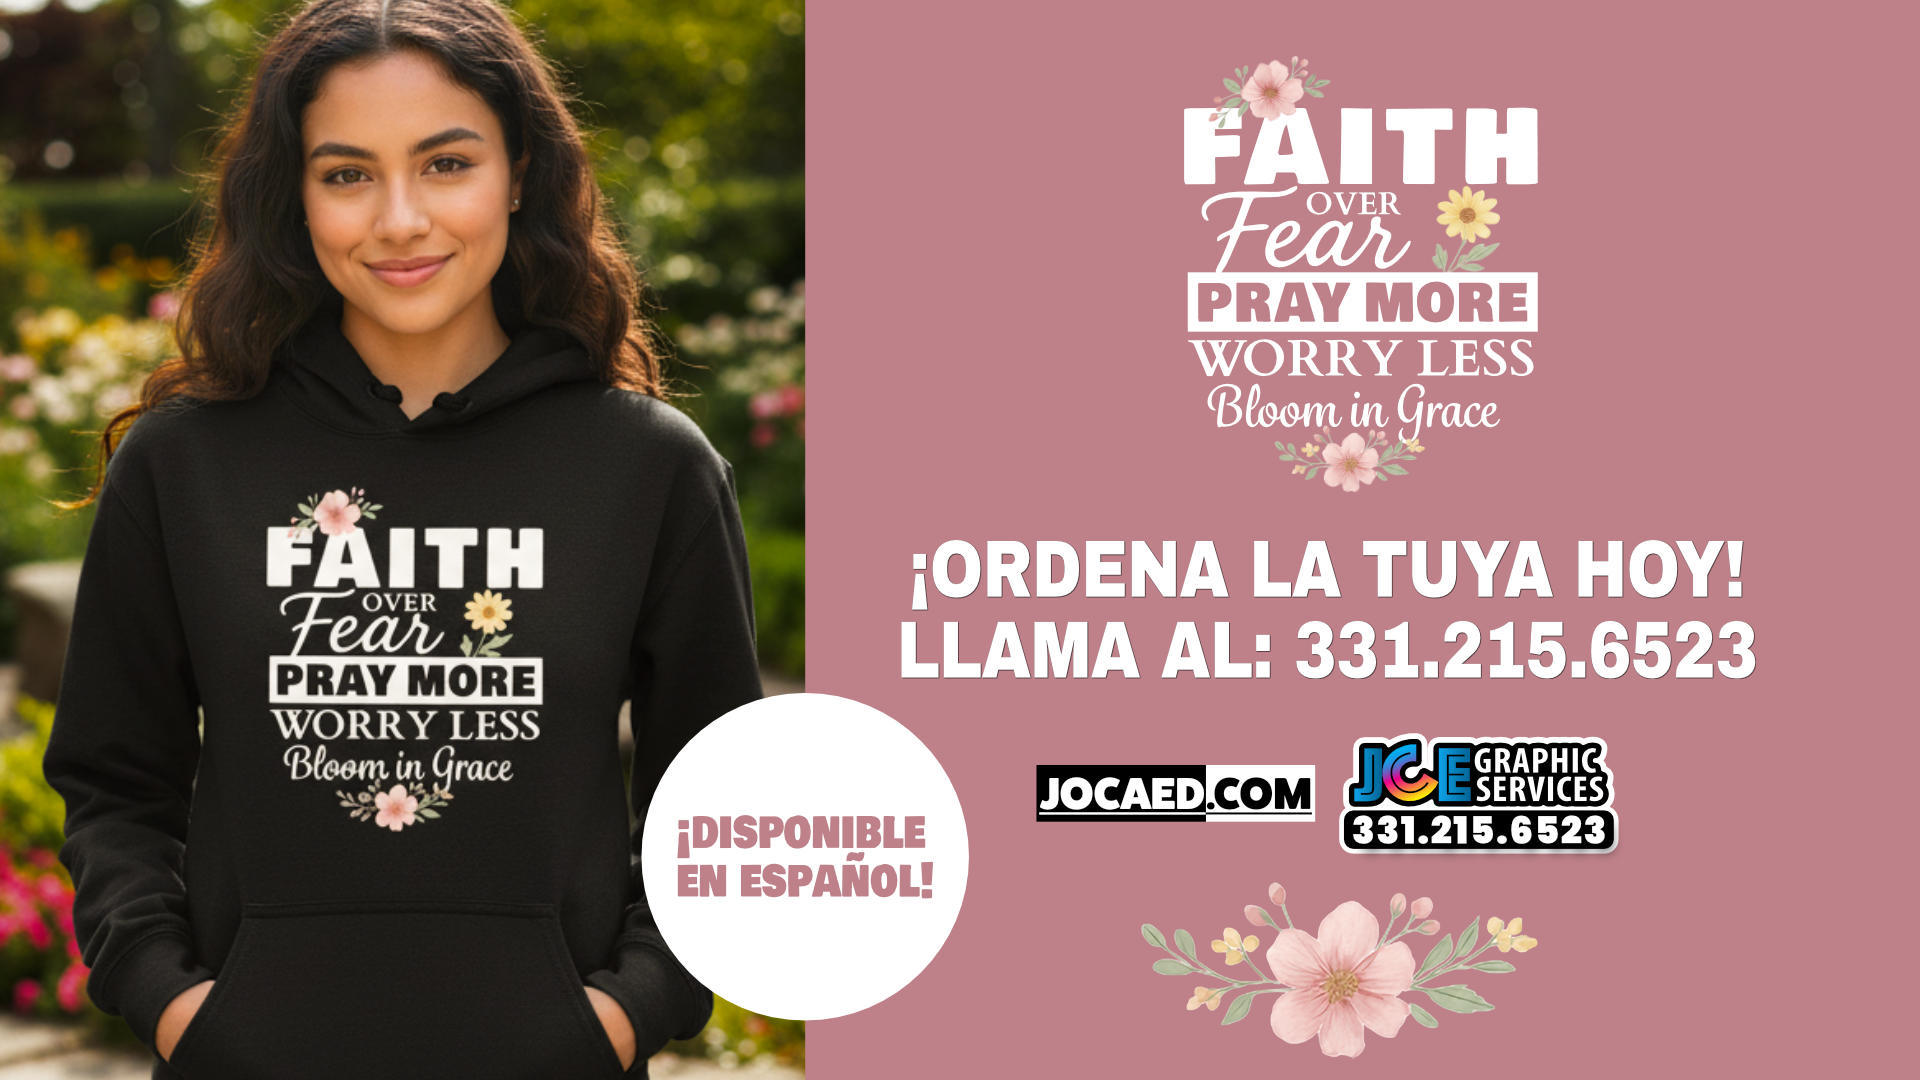 FAITH
OVER
Fear
PRAY MORE
WORRY LESS
Bloom in Grace
¡DISPONIBLE
EN ESPAÑOL!
FAITH
OVER
Fear
PRAY MORE
WORRY LESS
Bloom in Grace
¡ORDENA LA TUYA HOY!
LLAMA AL: 331.215.6523
JOCAED.COM
JCE GRAPHIC
SERVICES
331.215.6523